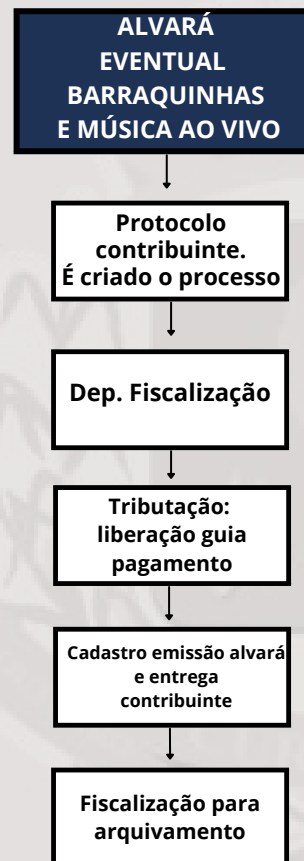 ALVARÁ
EVENTUAL
BARRAQUINHAS
E MÚSICA AO VIVO
Protocolo
contribuinte.
É criado o processo
Dep. Fiscalização
Tributação:
liberação guia
pagamento
Cadastro emissão alvará
e entrega
contribuinte
Fiscalização para
arquivamento